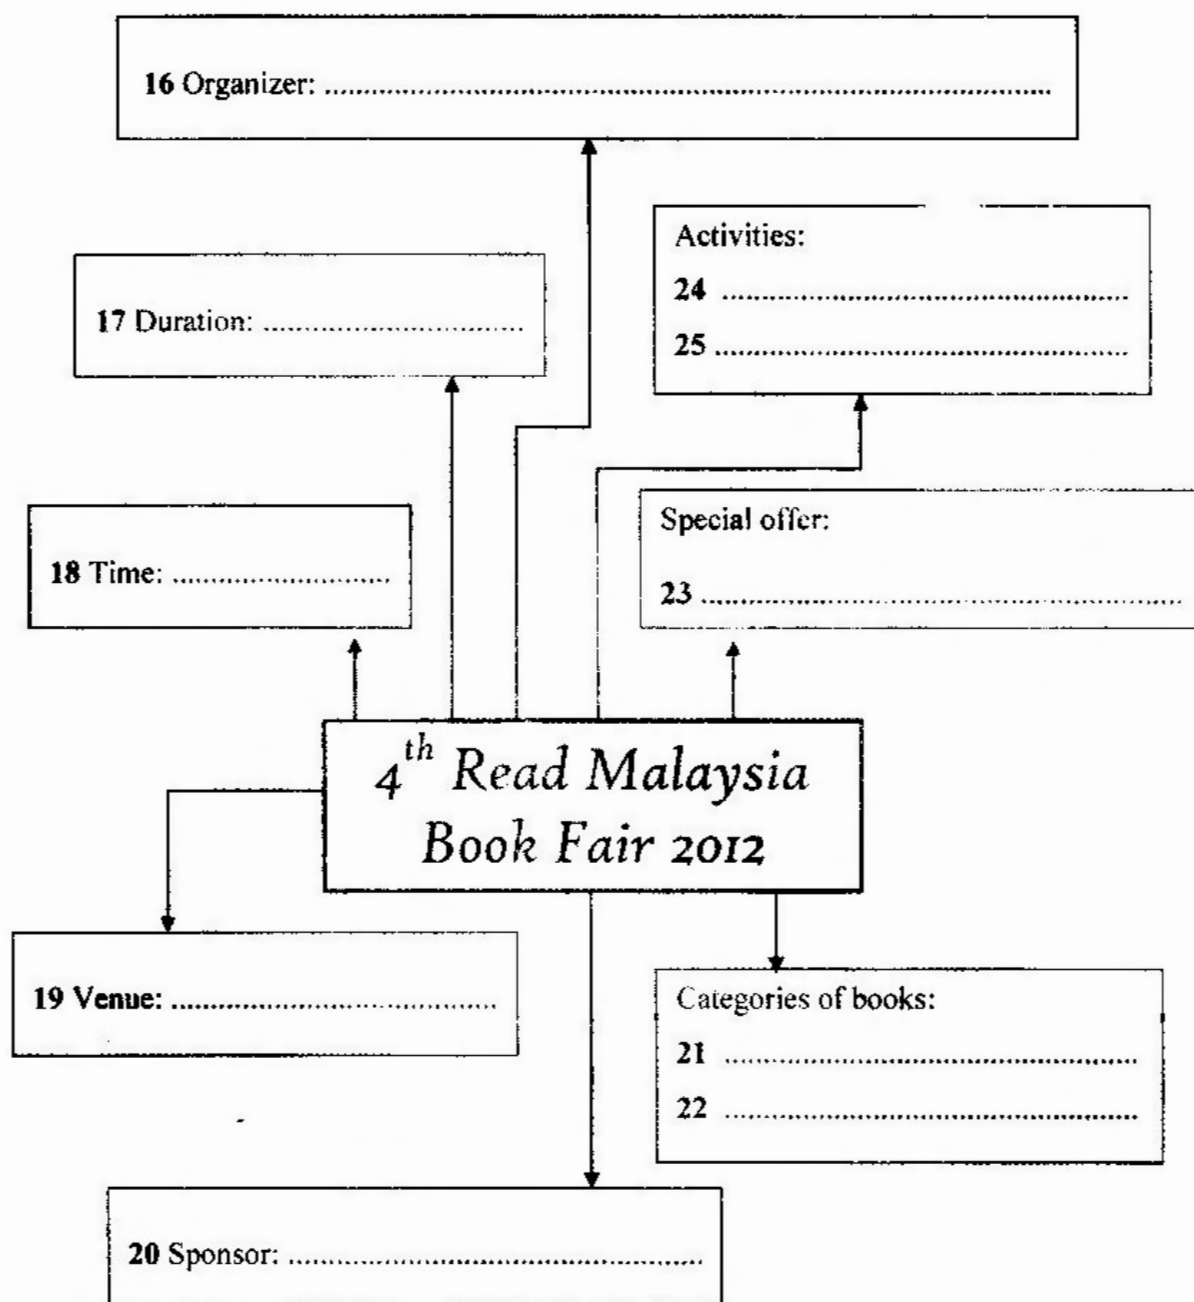 16 Organizer: ........................................................................
Activities:
24 ........................................................
25 ........................................................
17 Duration: ....................................
Special offer:
18 Time: ..............................
23 ..................................................................
4th Read Malaysia
Book Fair 2012
19 Venue: .............................................
Categories of books:
21 .........................................................
22 .........................................................
20 Sponsor: .........................................................